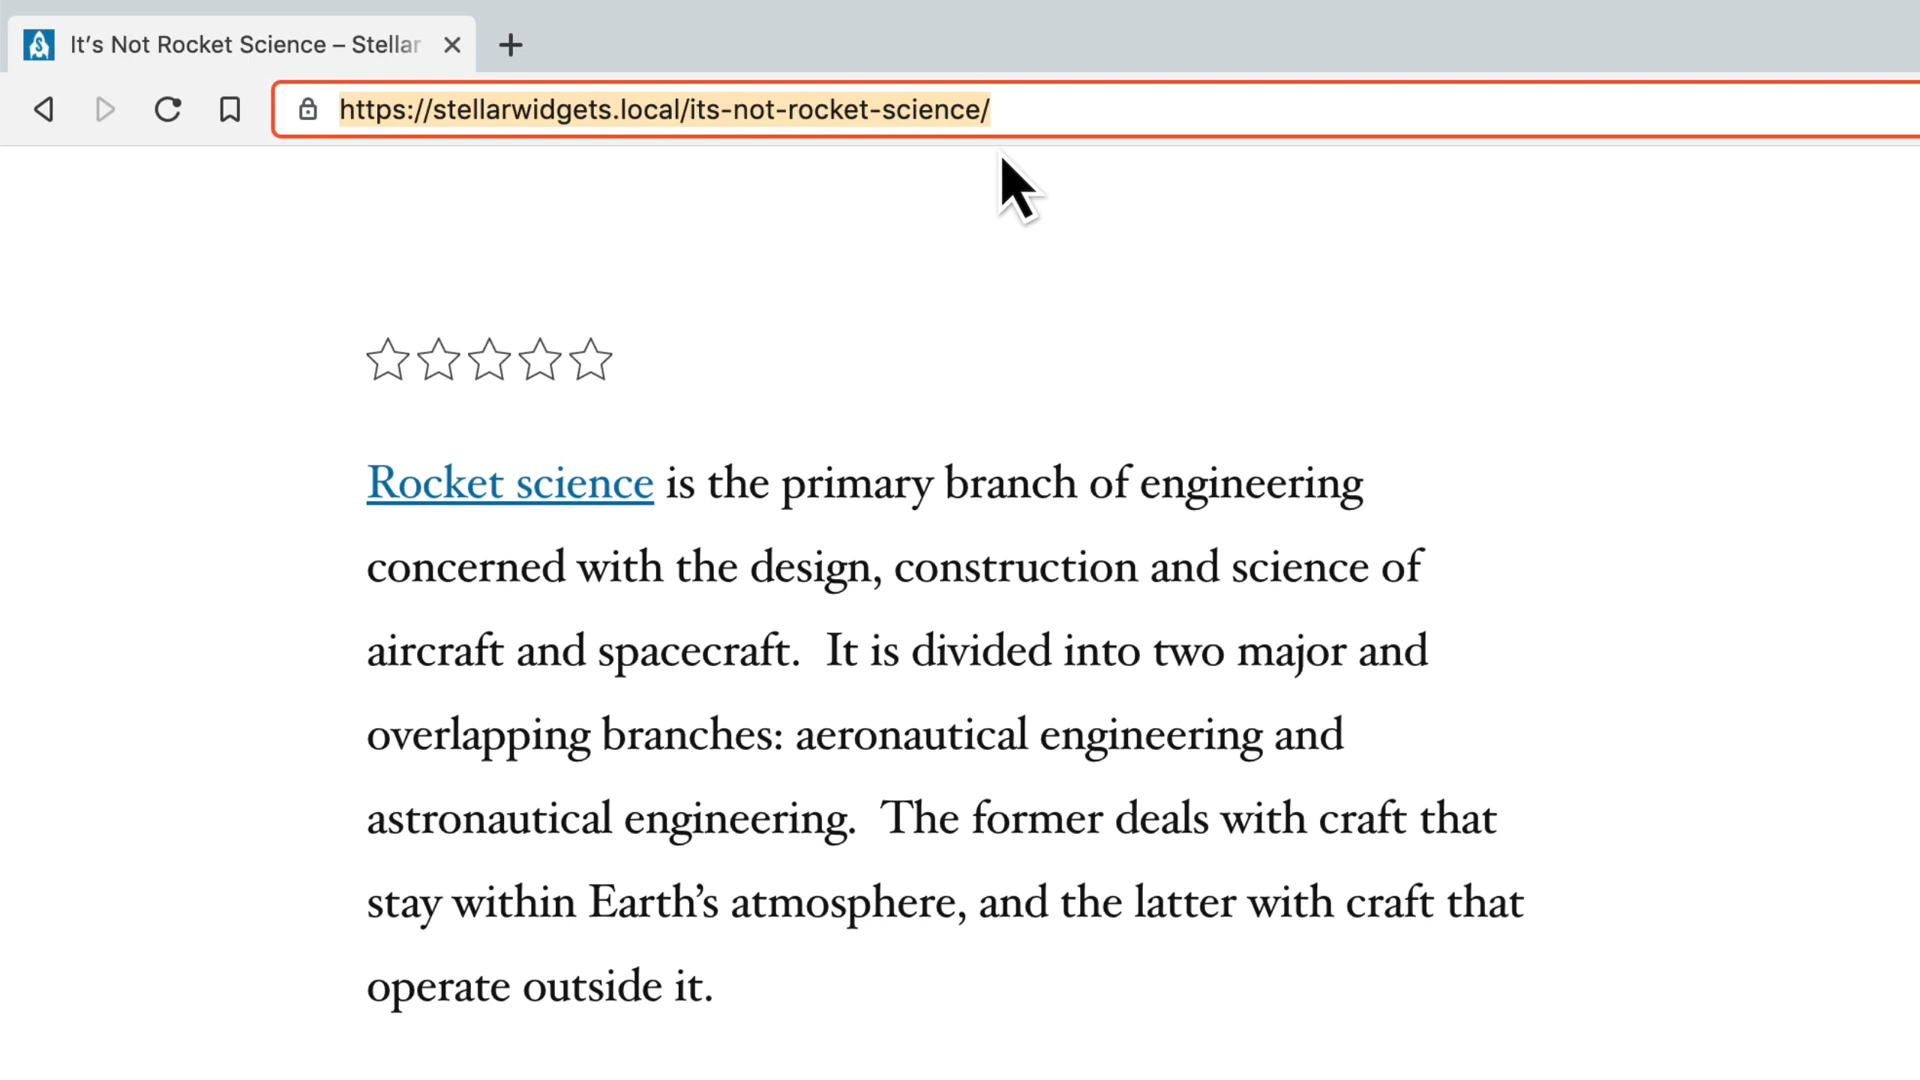 It’s Not Rocket Science – Stellar
https://stellarwidgets.local/its-not-rocket-science/
Rocket science is the primary branch of engineering
concerned with the design, construction and science of
aircraft and spacecraft.  It is divided into two major and
overlapping branches: aeronautical engineering and
astronautical engineering.  The former deals with craft that
stay within Earth’s atmosphere, and the latter with craft that
operate outside it.